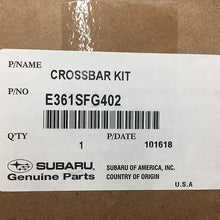 P/NAME
CROSSBAR KIT
P/NO
E361SFG402
Q'TY P/DATE
1 101618
SUBARU SUBARU OF AMERICA, INC.
Genuine Parts COUNTRY OF ORIGIN
U.S.A